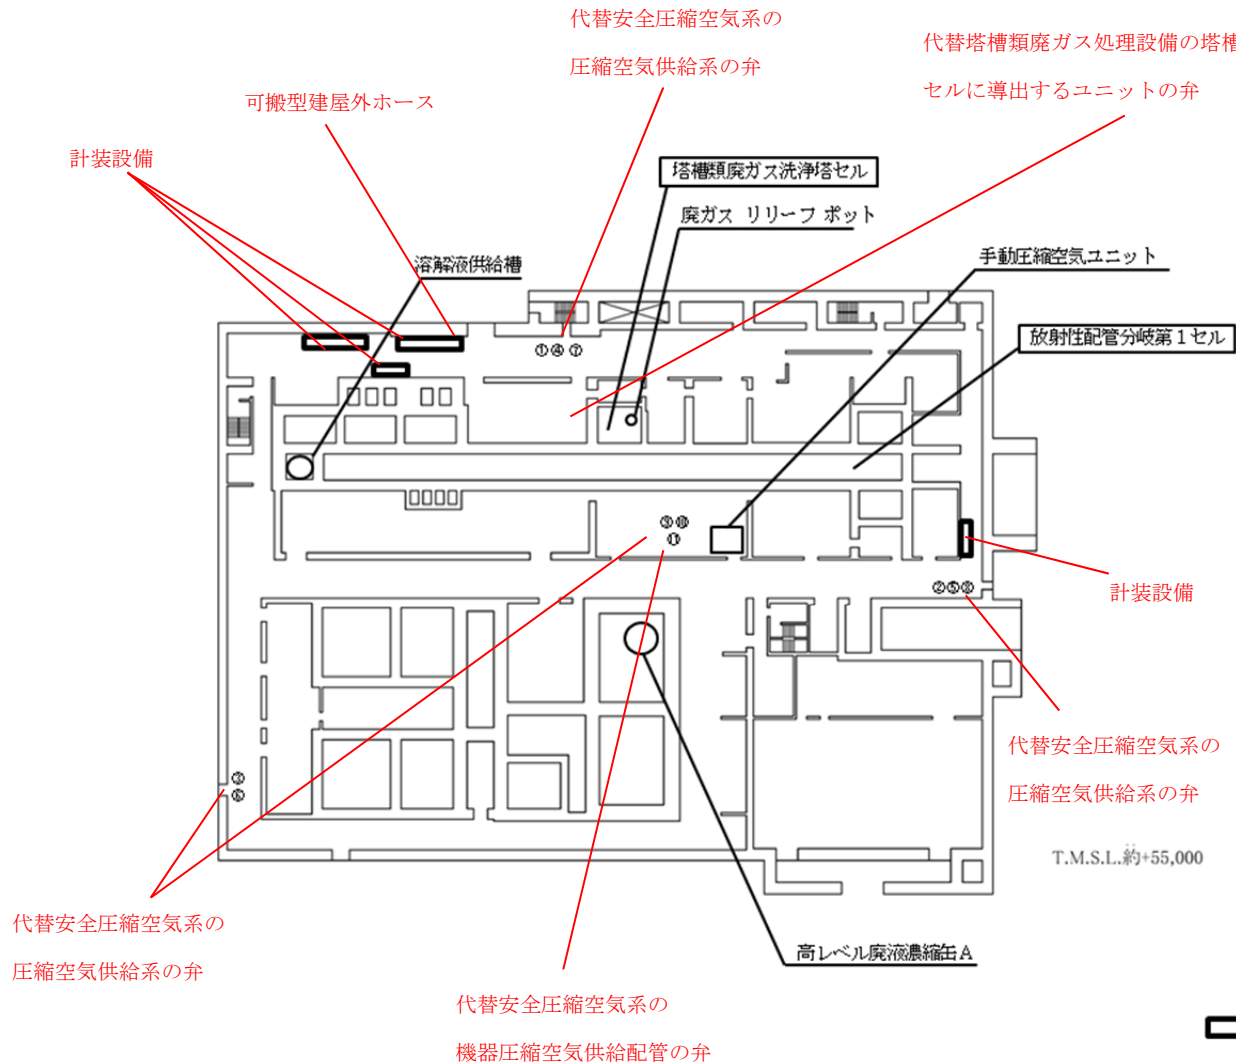 代替安全圧縮空気系の
圧縮空気供給系の弁
代替塔槽類廃ガス処理設備の塔槽
セルに導出するユニットの弁
可搬型建屋外ホース
計装設備
塔槽類廃ガス洗浄塔セル
廃ガス リリーフ ポット
手動圧縮空気ユニット
溶解液供給槽
放射性配管分岐第1セル
①④⑦
⑨⑩
⑪
②⑤⑧
計装設備
代替安全圧縮空気系の
圧縮空気供給系の弁
③
⑥
T.M.S.L.約+55,000
代替安全圧縮空気系の
圧縮空気供給系の弁
高レベル廃液濃縮缶A
代替安全圧縮空気系の
機器圧縮空気供給配管の弁